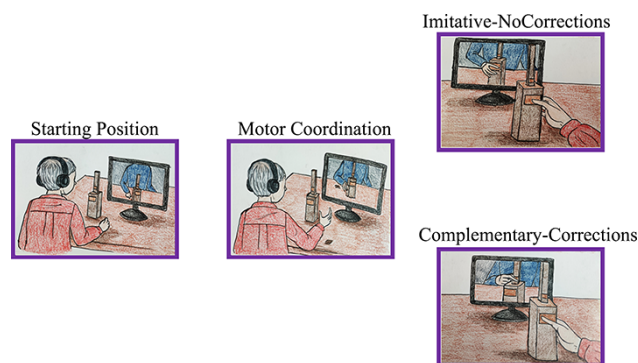 Imitative-NoCorrections
Starting Position
Motor Coordination
Complementary-Corrections